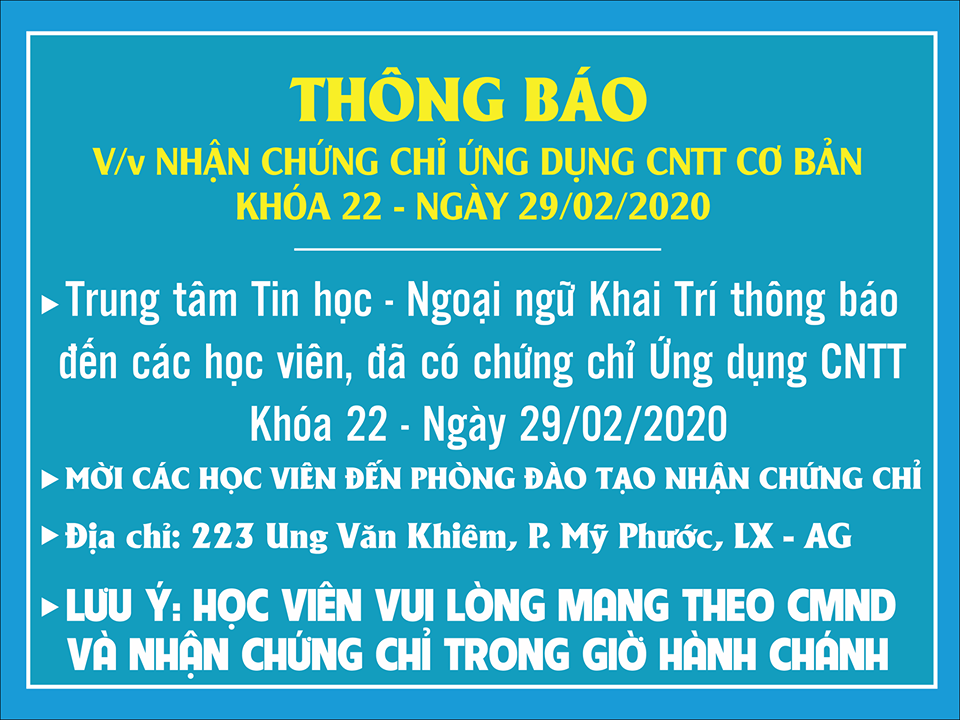 THÔNG BÁO
V/v NHẬN CHỨNG CHỈ ỨNG DỤNG CNTT CƠ BẢN
KHÓA 22 - NGÀY 29/02/2020
Trung tâm Tin học - Ngoại ngữ Khai Trí thông báo
đến các học viên, đã có chứng chỉ Ứng dụng CNTT
Khóa 22 - Ngày 29/02/2020
MỜI CÁC HỌC VIÊN ĐẾN PHÒNG ĐÀO TẠO NHẬN CHỨNG CHỈ
Địa chỉ: 223 Ung Văn Khiêm, P. Mỹ Phước, LX - AG
LƯU Ý: HỌC VIÊN VUI LÒNG MANG THEO CMND
VÀ NHẬN CHỨNG CHỈ TRONG GIỜ HÀNH CHÁNH